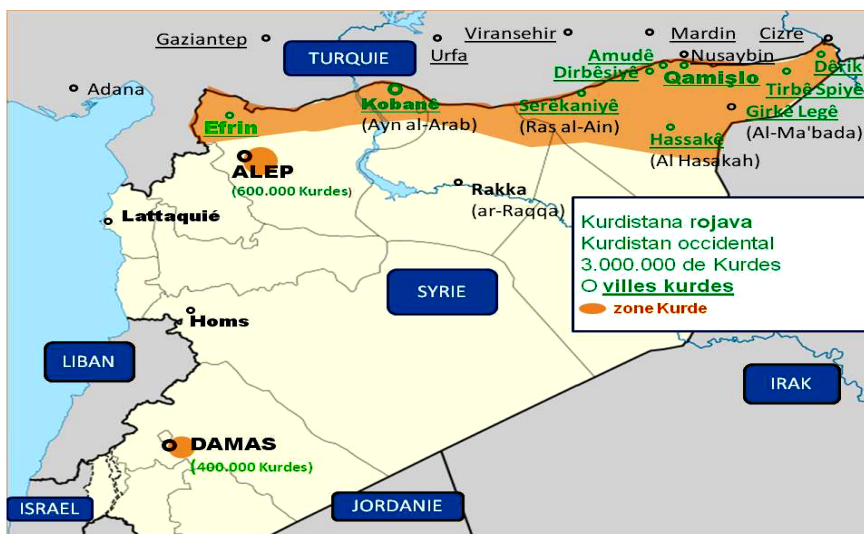 Gaziantep
TURQUIE
Urfa
Viransehir
Mardin
Cizre
Adana
Amudê
Nusaybin
Dirbêsiyê
Qamişlo
Dêrik
Tirbê Spiyê
Efrin
Kobanê
(Ayn al-Arab)
Serêkaniyê
(Ras al-Ain)
Girkê Legê
(Al-Ma'bada)
Hassakê
(Al Hasakah)
ALEP
(600.000 Kurdes)
Rakka
(ar-Raqqa)
Lattaquié
Kurdistana rojava
Kurdistan occidental
3.000.000 de Kurdes
villes kurdes
zone Kurde
SYRIE
Homs
LIBAN
IRAK
DAMAS
(400.000 Kurdes)
ISRAEL
JORDANIE